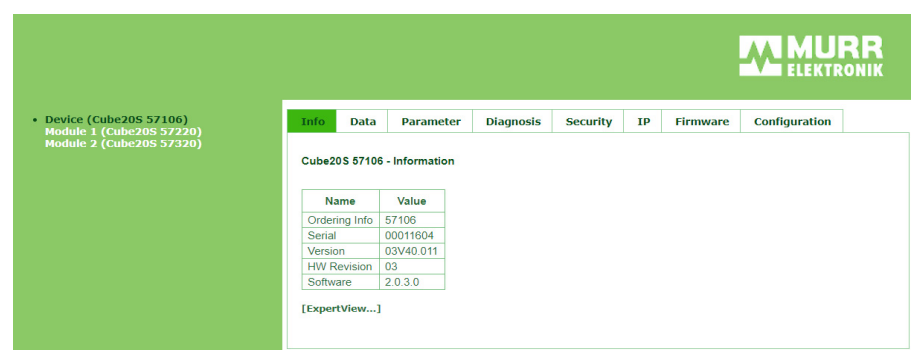 MURR
ELEKTRONIK
• Device (Cube20S 57106)
Module 1 (Cube20S 57220)
Module 2 (Cube20S 57320)
Info Data Parameter Diagnosis Security IP Firmware Configuration
Cube20S 57106 - Information
Name Value
Ordering Info 57106
Serial 00011604
Version 03V40.011
HW Revision 03
Software 2.0.3.0
[ExpertView...]